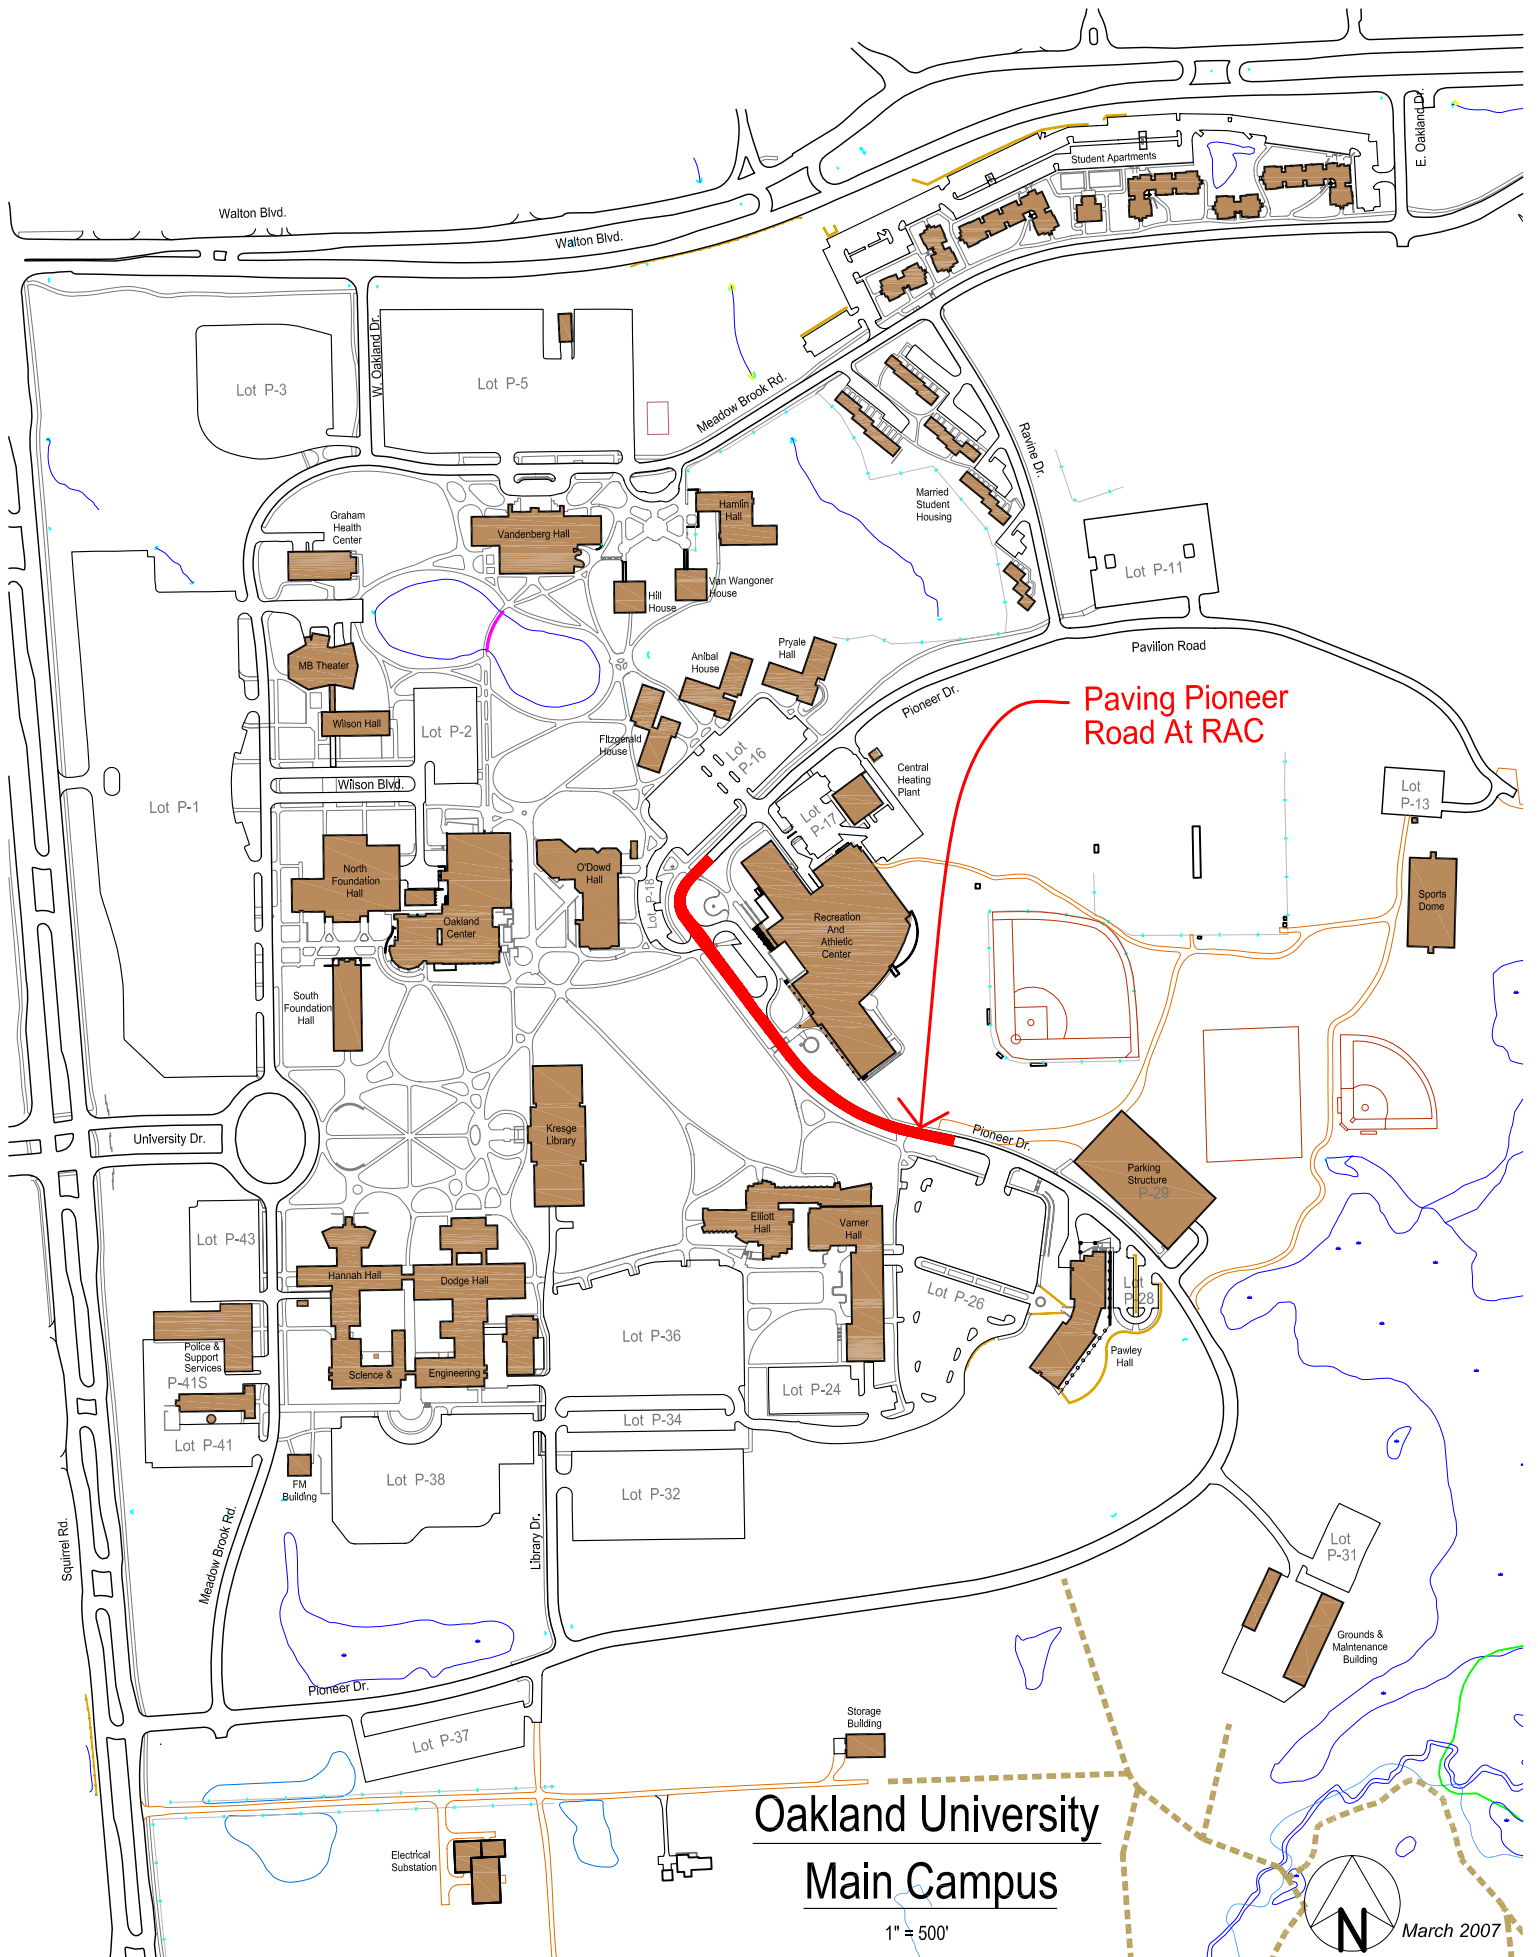 E. Oakland Dr.
Student Apartments
Walton Blvd.
Walton Blvd.
W. Oakland Dr.
Lot P-3
Lot P-5
Meadow Brook Rd.
Ravine Dr.
Married
Student
Housing
Graham
Health
Center
Vandenberg Hall
Hamlin
Hall
Lot P-11
Hill
House
Van Wangoner
House
MB Theater
Anibal
House
Pryale
Hall
Pavilion Road
Pioneer Dr.
Paving Pioneer
Road At RAC
Wilson Hall
Lot P-2
Fitzgerald
House
Lot
P-16
Central
Heating
Plant
Wilson Blvd.
Lot P-1
Lot
P-17
Lot
P-13
North
Foundation
Hall
O'Dowd
Hall
Lot P-18
Sports
Dome
Oakland
Center
Recreation
And
Athletic
Center
South
Foundation
Hall
University Dr.
Kresge
Library
Pioneer Dr.
Parking
Structure
P-29
Elliott
Hall
Varner
Hall
Lot P-43
Hannah Hall
Dodge Hall
Lot P-26
Lot
P-28
Lot P-36
Pawley
Hall
Police &
Support
Services
P-41S
Science &
Engineering
Lot P-24
Lot P-34
Lot P-41
Lot P-38
FM
Building
Lot P-32
Squirrel Rd.
Meadow Brook Rd.
Library Dr.
Lot
P-31
Grounds &
Maintenance
Building
Pioneer Dr.
Lot P-37
Storage
Building
Electrical
Substation
Oakland University
Main Campus
1" = 500'
N
March 2007